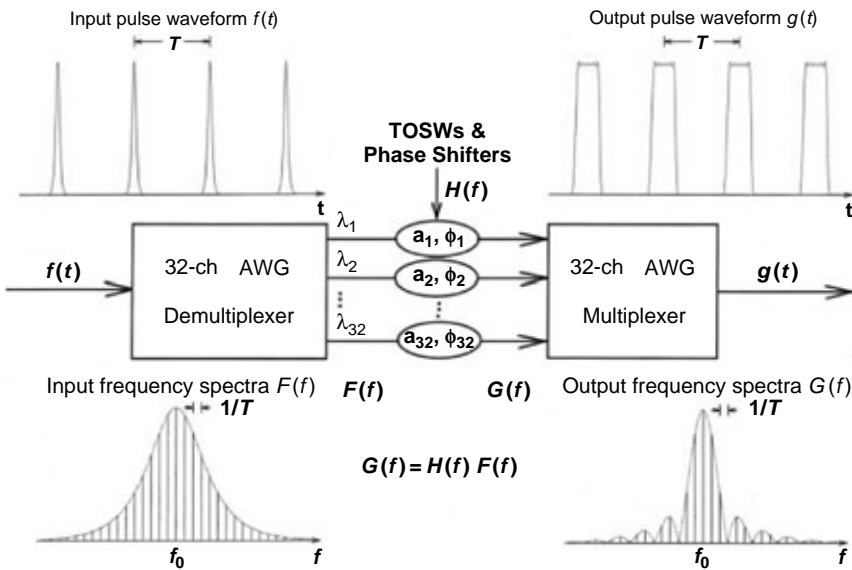 Input pulse waveform f(t)
T
t
Output pulse waveform g(t)
T
t
TOSWs &
Phase Shifters
H(f)
f(t)
32-ch AWG
Demultiplexer
λ1
λ2
λ32
a1, ϕ1
a2, ϕ2
a32, ϕ32
32-ch AWG
Multiplexer
g(t)
Input frequency spectra F(f)
1/T
f0
f
F(f)
G(f)
G(f) = H(f) F(f)
Output frequency spectra G(f)
1/T
f0
f